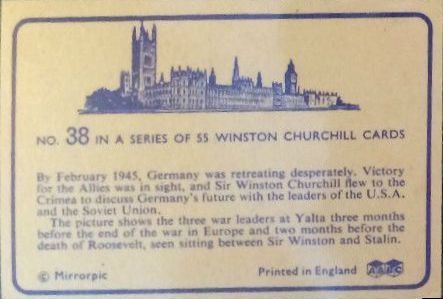 NO. 38 IN A SERIES OF 55 WINSTON CHURCHILL CARDS
By February 1945, Germany was retreating desperately. Victory
for the Allies was in sight, and Sir Winston Churchill flew to the
Crimea to discuss Germany's future with the leaders of the U.S.A.
and the Soviet Union.
The picture shows the three war leaders at Yalta three months
before the end of the war in Europe and two months before the
death of Roosevelt, seen sitting between Sir Winston and Stalin.
© Mirrorpic Printed in England A&BC